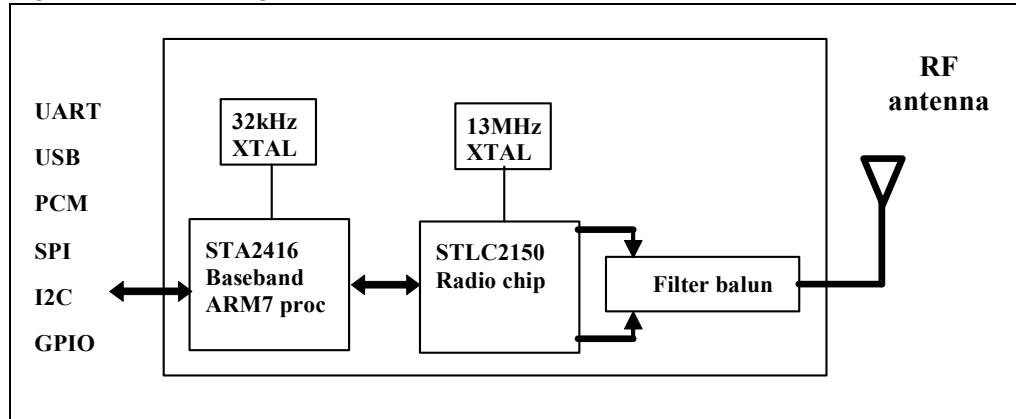 UART
USB
PCM
SPI
I2C
GPIO
32kHz
XTAL
13MHz
XTAL
STA2416
Baseband
ARM7 proc
STLC2150
Radio chip
Filter balun
RF
antenna